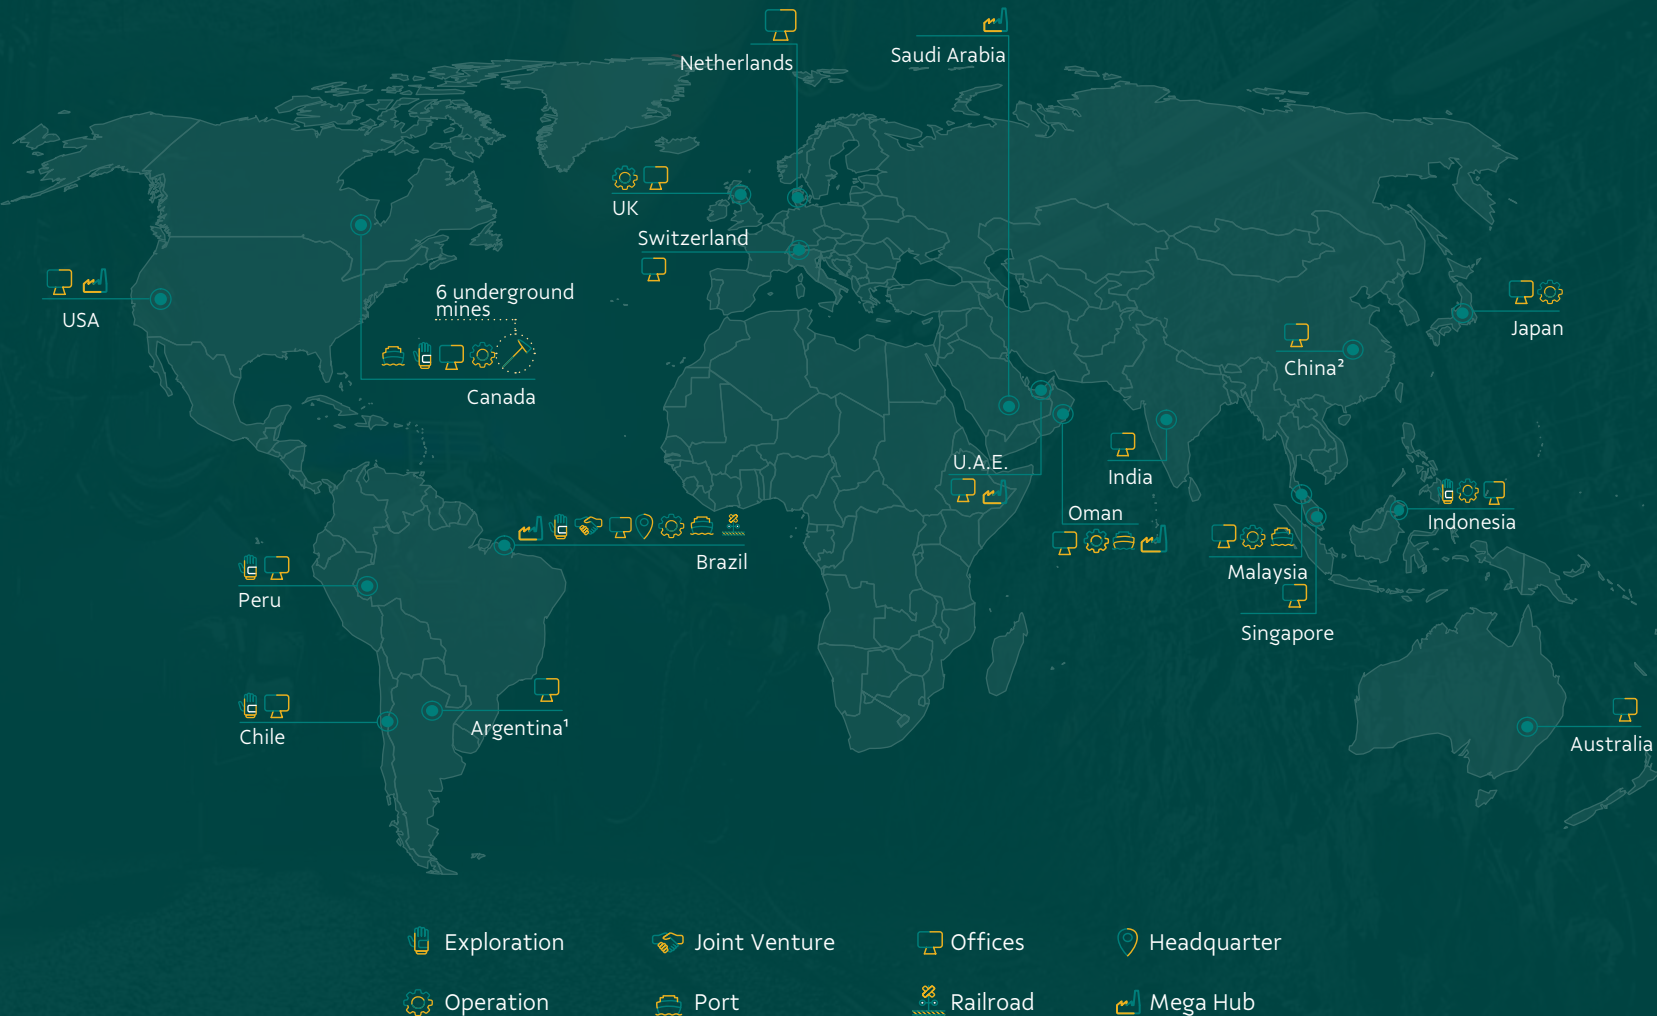 Netherlands
Saudi Arabia
UK
Switzerland
USA
6 underground
mines
Canada
Japan
China²
U.A.E.
India
Oman
Indonesia
Brazil
Malaysia
Peru
Singapore
Chile
Argentina¹
Australia
Exploration
Joint Venture
Offices
Headquarter
Operation
Port
Railroad
Mega Hub